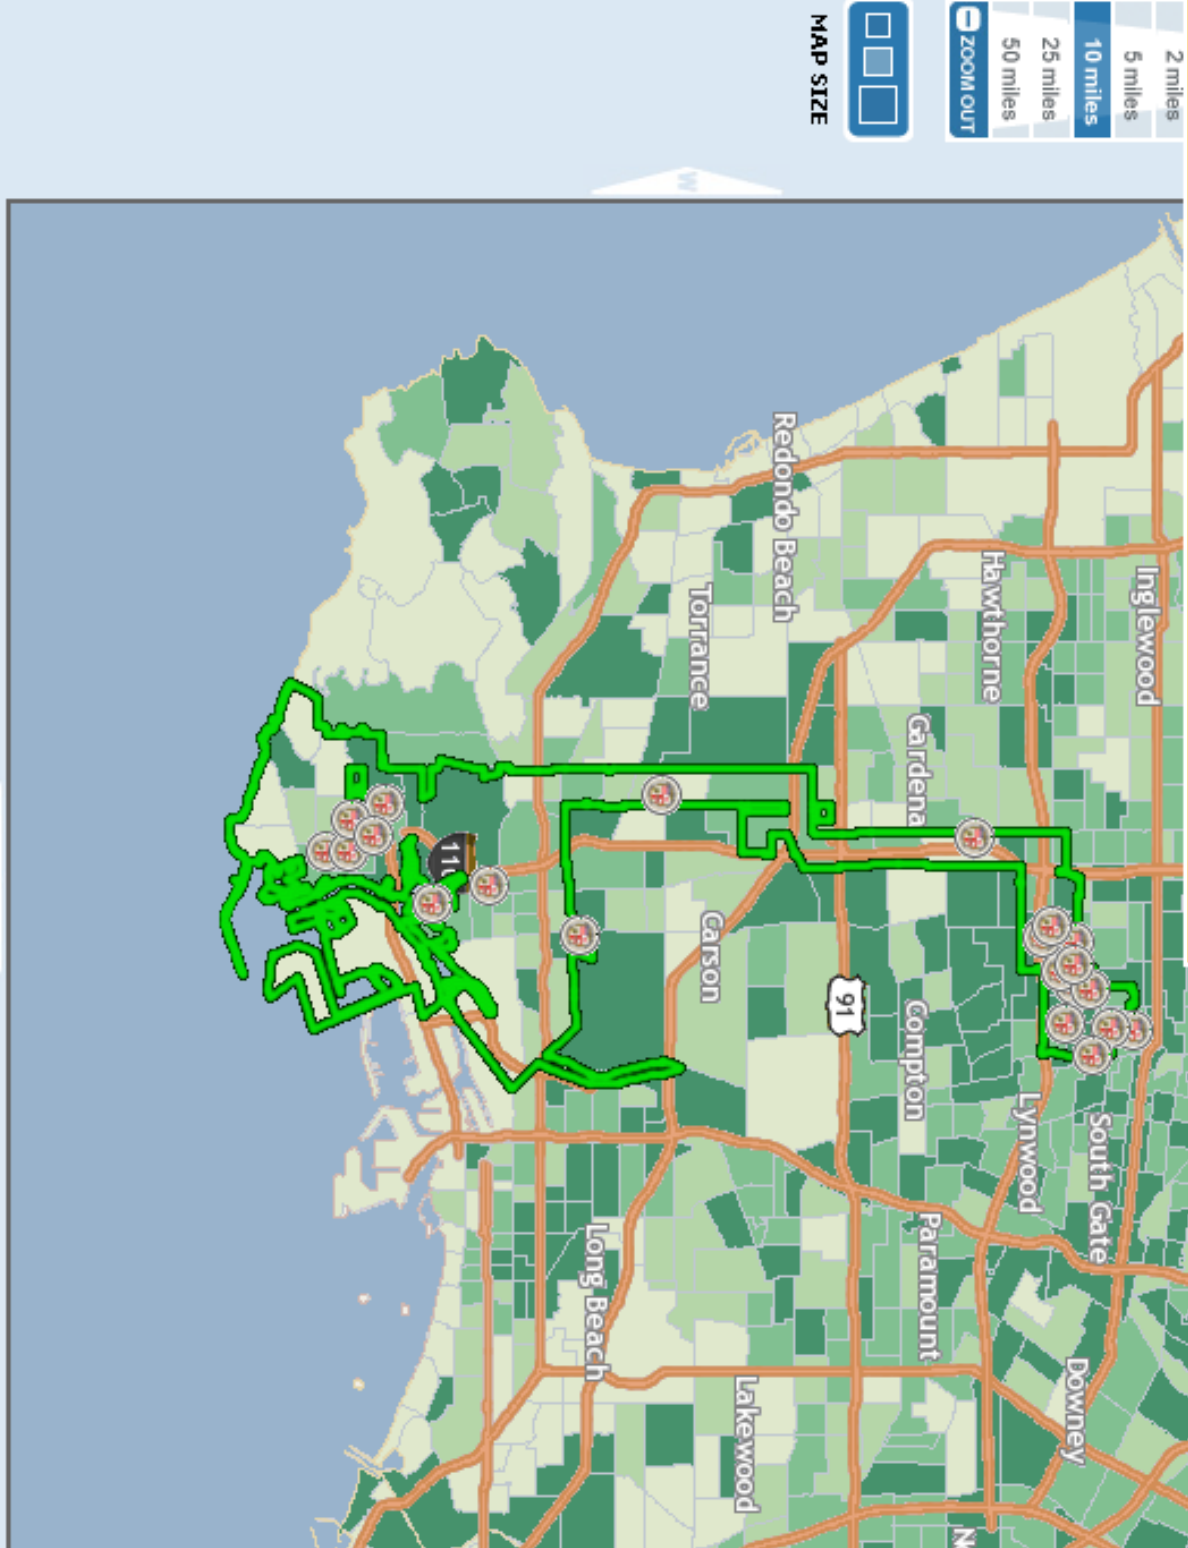 2 miles
5 miles
10 miles
25 miles
50 miles
ZOOM OUT
MAP SIZE
W
Inglewood
Hawthorne
Gardena
Redondo Beach
Torrance
Carson
110
91
Compton
Lynwood
South Gate
Paramount
Downey
Long Beach
Lakewood